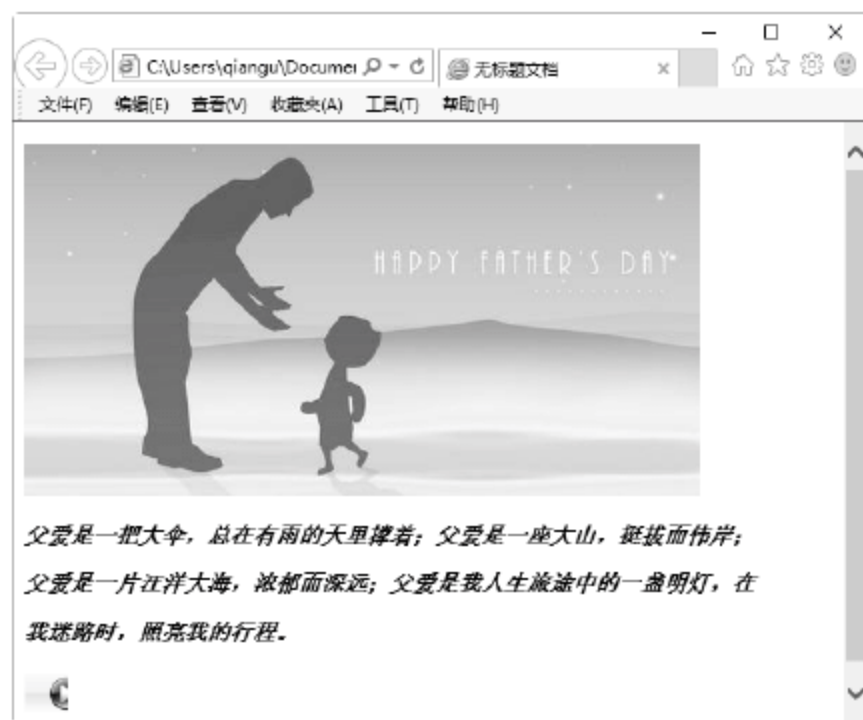 C:\Users\qiangu\Documer
无标题文档
文件(F) 编辑(E) 查看(V) 收藏夹(A) 工具(T) 帮助(H)
HAPPY FATHER'S DAY
父爱是一把大伞，总在有雨的天里撑着；父爱是一座大山，挺拔而伟岸；
父爱是一片汪洋大海，浓郁而深远；父爱是我人生旅途中的一盏明灯，在
我迷路时，照亮我的行程。